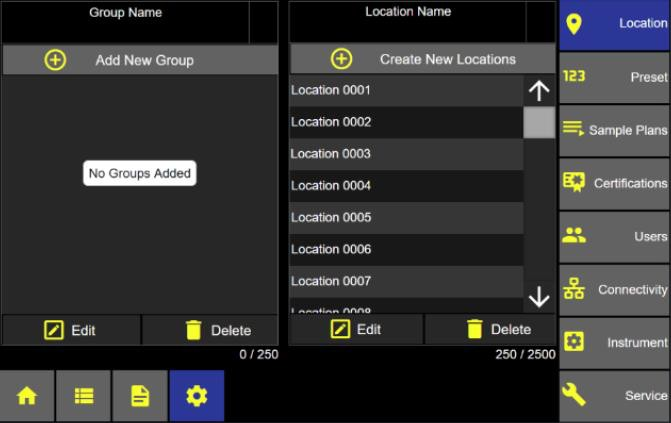 Group Name
Add New Group
No Groups Added
Edit
Delete
0 / 250
Location Name
Create New Locations
Location 0001
Location 0002
Location 0003
Location 0004
Location 0005
Location 0006
Location 0007
Location 0008
Edit
Delete
250 / 2500
Location
123 Preset
Sample Plans
Certifications
Users
Connectivity
Instrument
Service